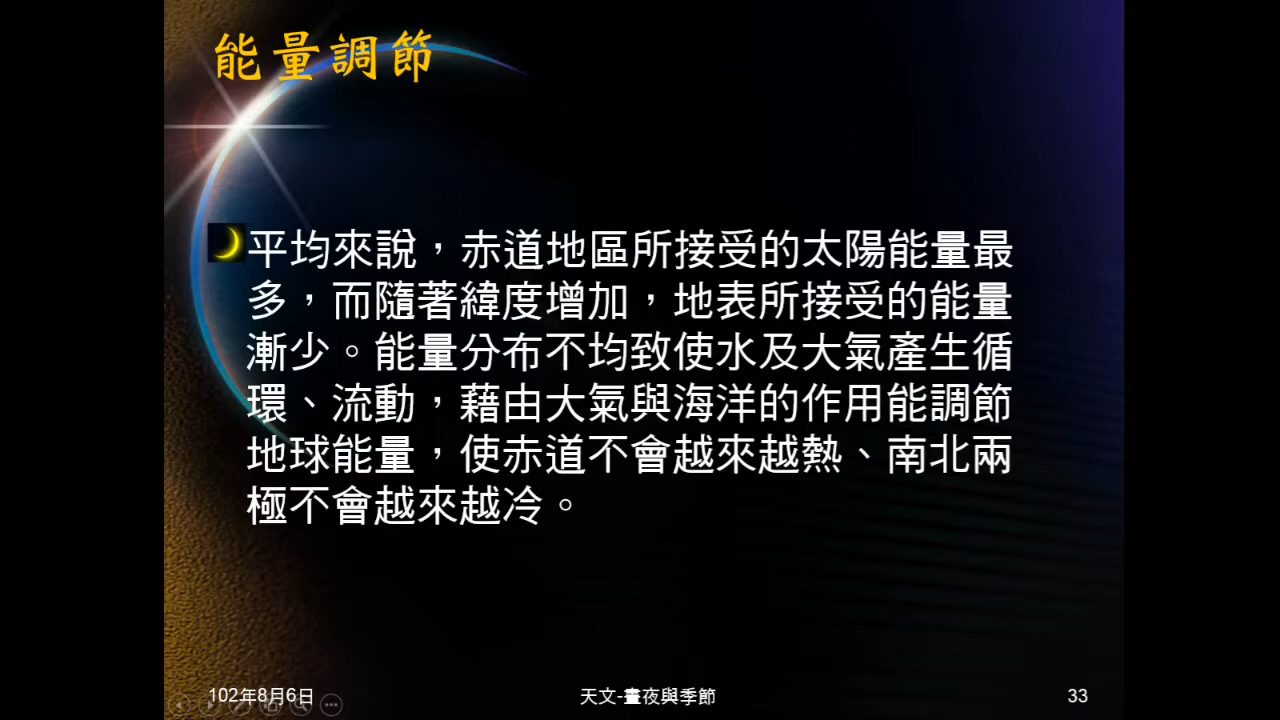 能量調節
平均來說，赤道地區所接受的太陽能量最
多，而隨著緯度增加，地表所接受的能量
漸少。能量分布不均致使水及大氣產生循
環、流動，藉由大氣與海洋的作用能調節
地球能量，使赤道不會越來越熱、南北兩
極不會越來越冷。
102年8月6日
天文-晝夜與季節
33